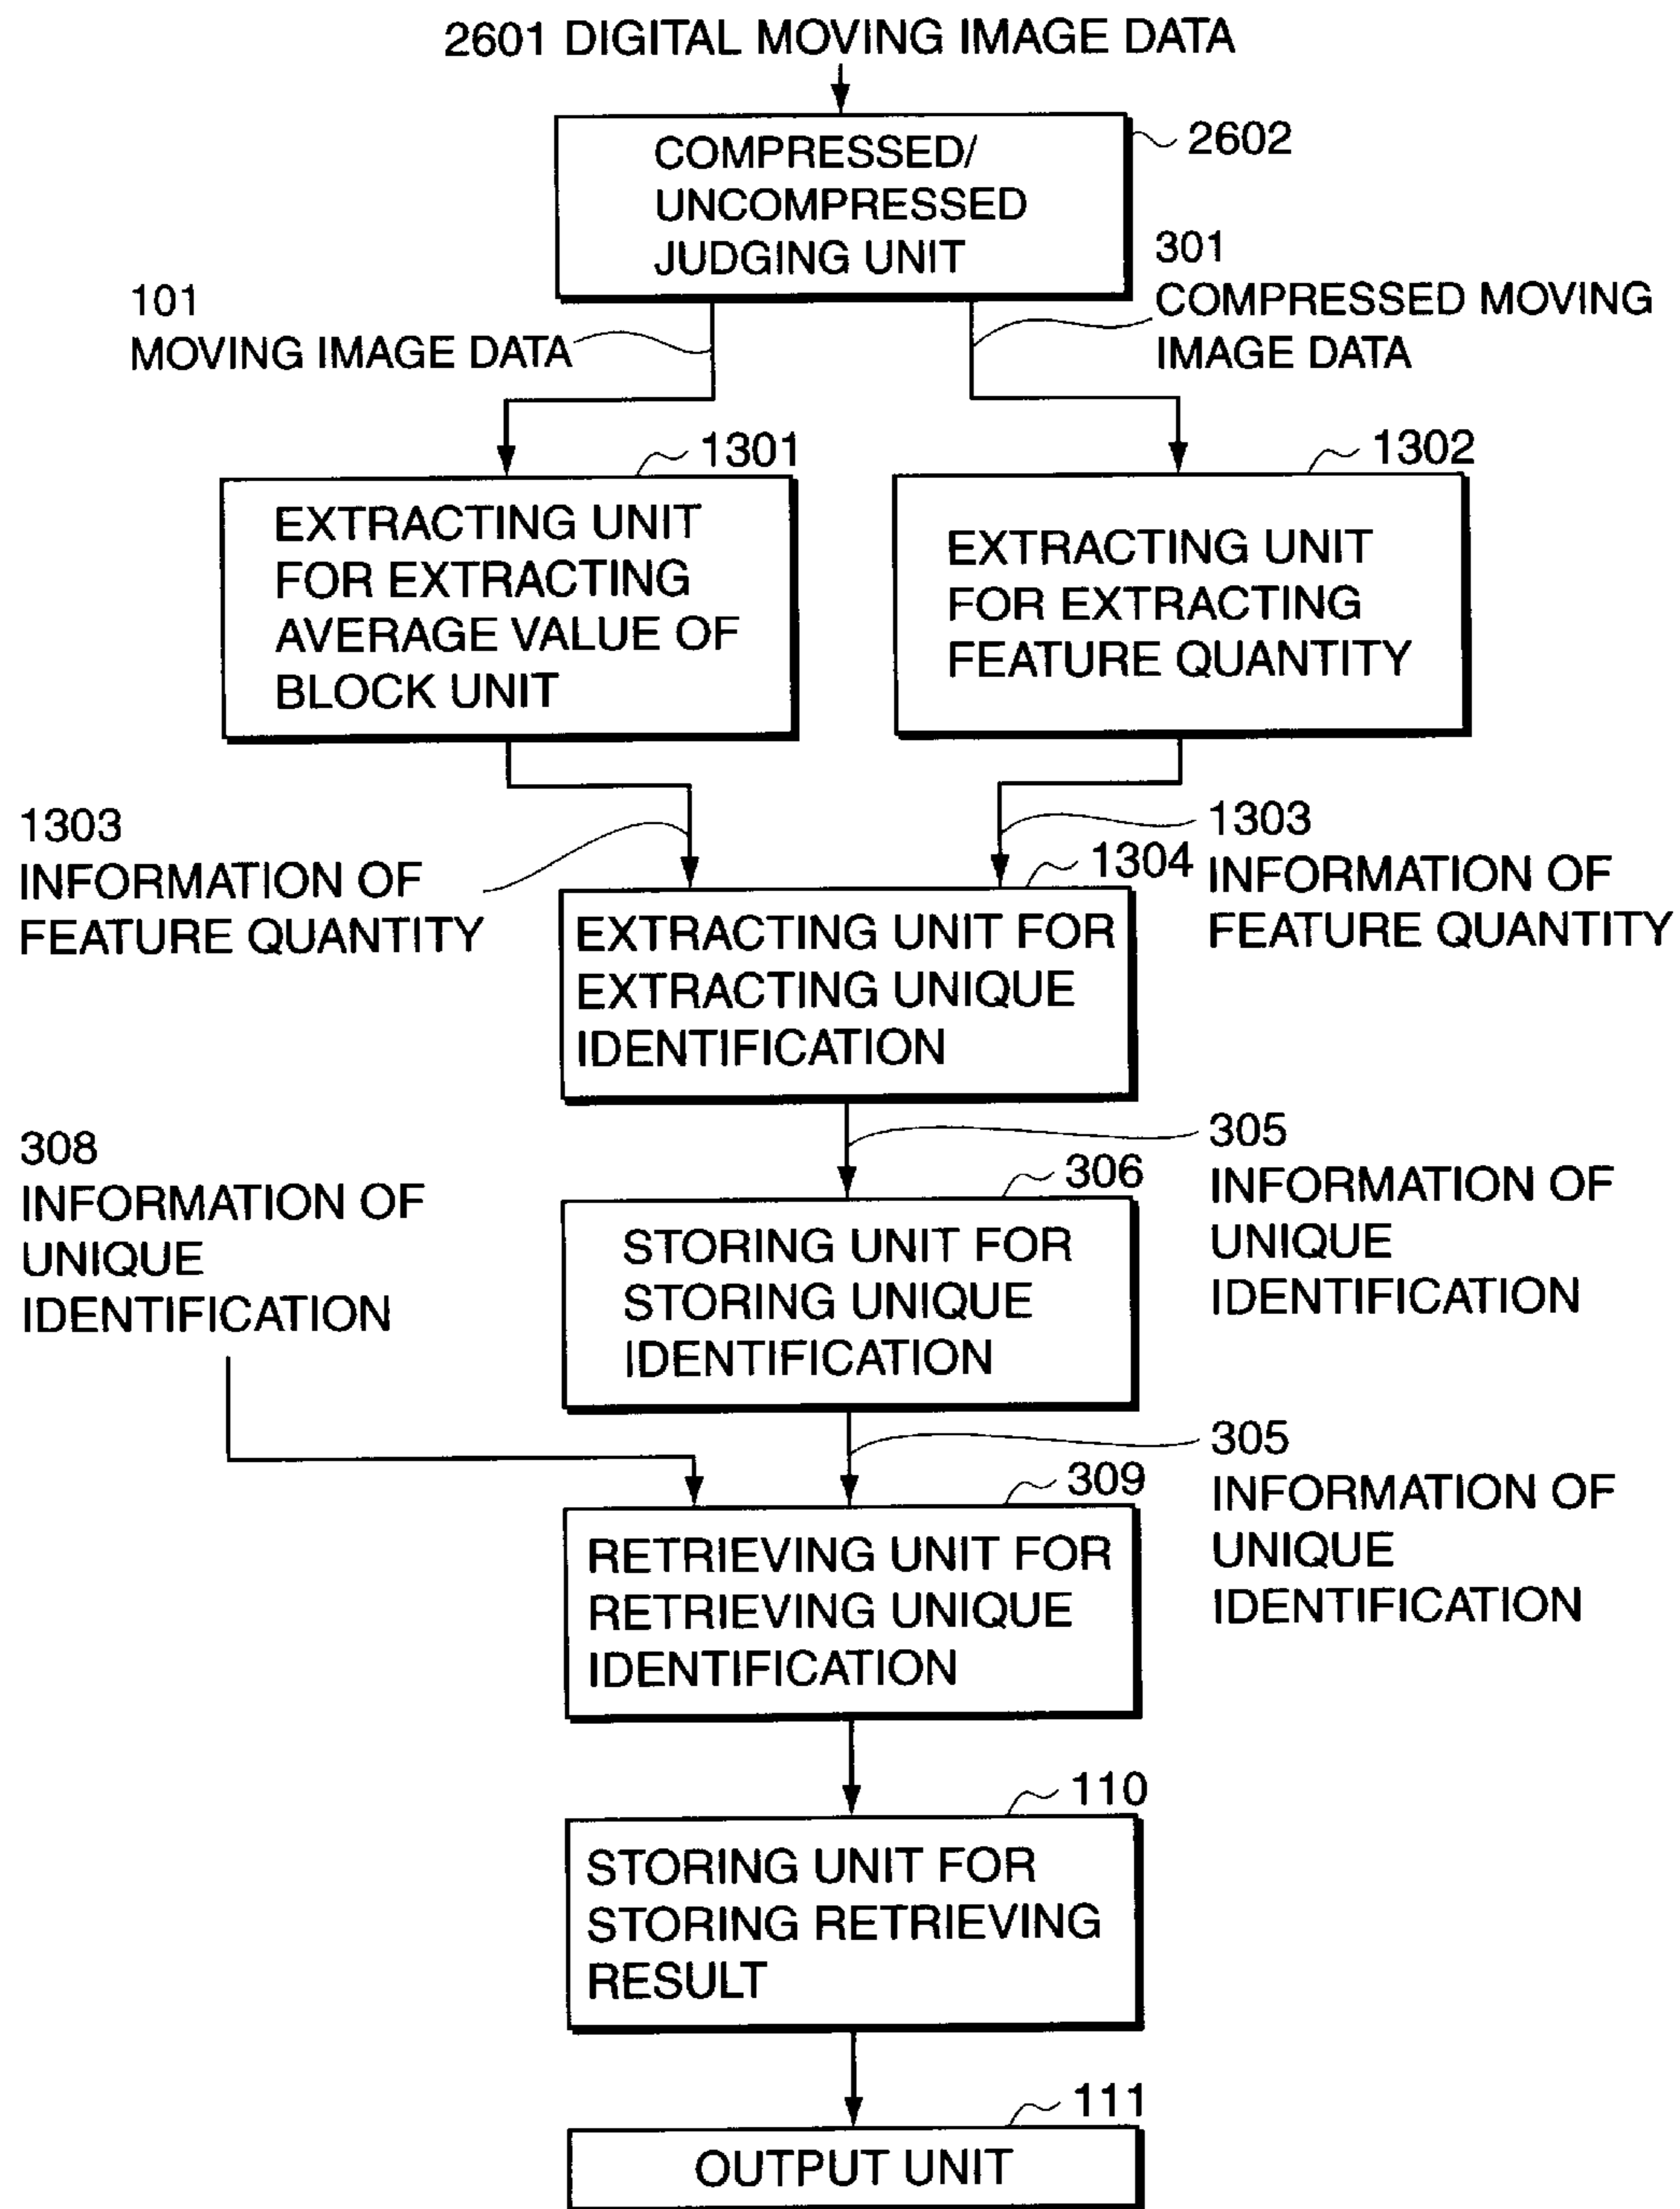 2601 DIGITAL MOVING IMAGE DATA
COMPRESSED/
UNCOMPRESSED
JUDGING UNIT
2602
101
MOVING IMAGE DATA
301
COMPRESSED MOVING
IMAGE DATA
1301
EXTRACTING UNIT
FOR EXTRACTING
AVERAGE VALUE OF
BLOCK UNIT
1302
EXTRACTING UNIT
FOR EXTRACTING
FEATURE QUANTITY
1303
INFORMATION OF
FEATURE QUANTITY
1303
INFORMATION OF
FEATURE QUANTITY
1304
EXTRACTING UNIT FOR
EXTRACTING UNIQUE
IDENTIFICATION
305
INFORMATION OF
UNIQUE
IDENTIFICATION
308
INFORMATION OF
UNIQUE
IDENTIFICATION
306
STORING UNIT FOR
STORING UNIQUE
IDENTIFICATION
305
INFORMATION OF
UNIQUE
IDENTIFICATION
309
RETRIEVING UNIT FOR
RETRIEVING UNIQUE
IDENTIFICATION
110
STORING UNIT FOR
STORING RETRIEVING
RESULT
111
OUTPUT UNIT